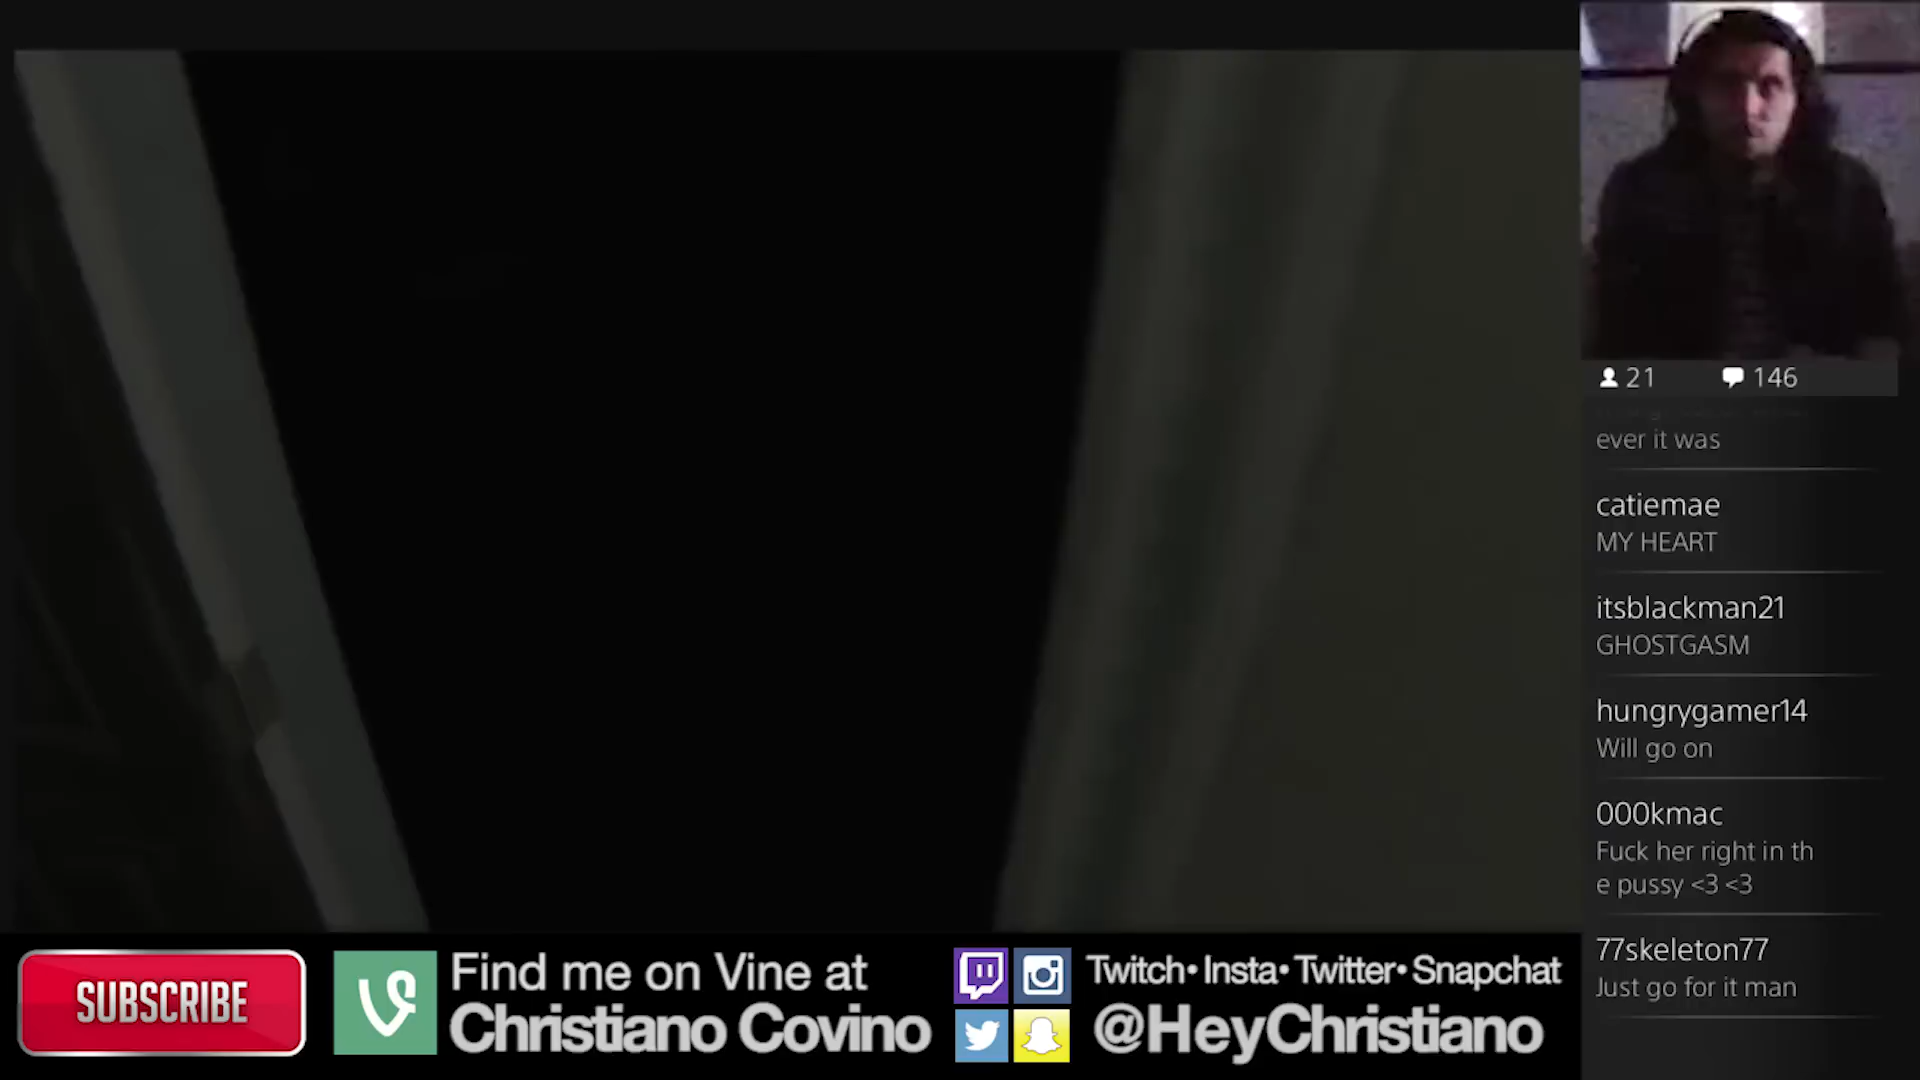 21
146
ever it was
catiemae
MY HEART
itsblackman21
GHOSTGASM
hungrygamer14
Will go on
000kmac
Fuck her right in th
e pussy <3 <3
77skeleton77
Just go for it man
SUBSCRIBE
Find me on Vine at
Christiano Covino
Twitch• Insta• Twitter• Snapchat
@HeyChristiano